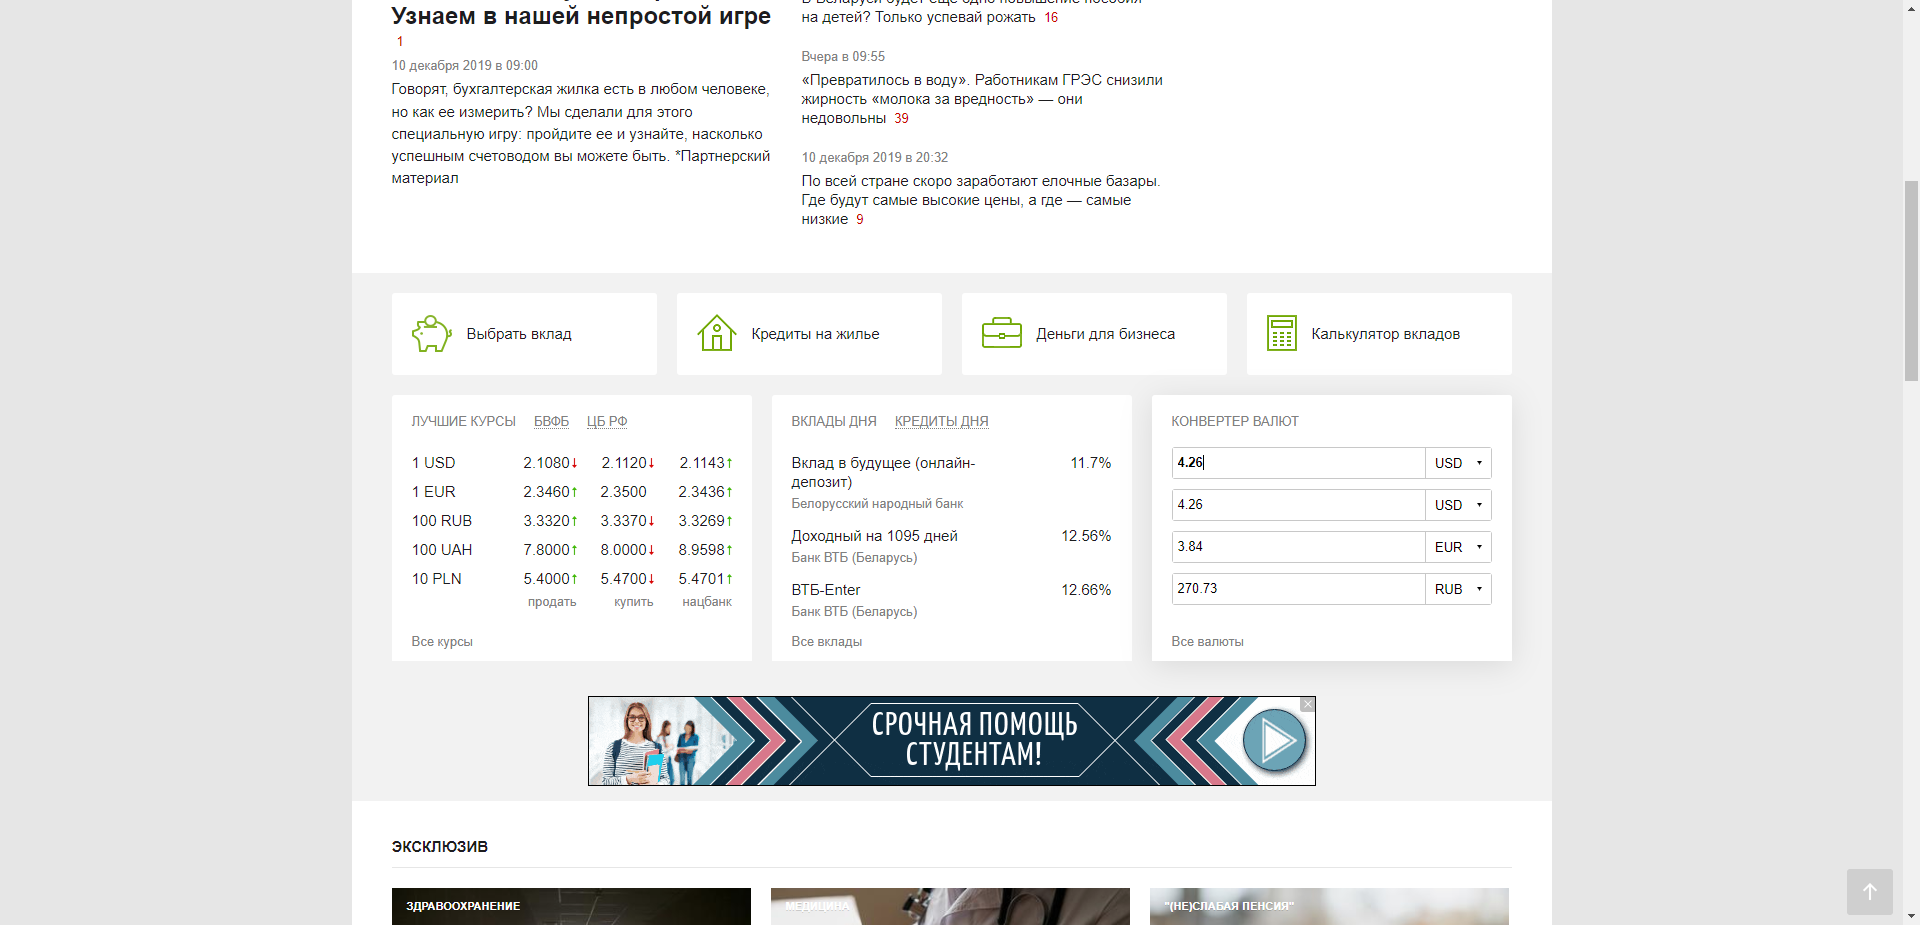 Узнаем в нашей непростой игре
1
10 декабря 2019 в 09:00
Говорят, бухгалтерская жилка есть в любом человеке,
но как ее измерить? Мы сделали для этого
специальную игру: пройдите ее и узнайте, насколько
успешным счетоводом вы можете быть. *Партнерский
материал
В Беларуси будет еще одно повышение пособия
на детей? Только успевай рожать 16
Вчера в 09:55
«Превратилось в воду». Работникам ГРЭС снизили
жирность «молока за вредность» — они
недовольны 39
10 декабря 2019 в 20:32
По всей стране скоро заработают елочные базары.
Где будут самые высокие цены, а где — самые
низкие 9
Выбрать вклад
Кредиты на жилье
Деньги для бизнеса
Калькулятор вкладов
ЛУЧШИЕ КУРСЫ БВФБ ЦБ РФ
1 USD 2.1080↓ 2.1120↓ 2.1143↑
1 EUR 2.3460↑ 2.3500 2.3436↑
100 RUB 3.3320↑ 3.3370↓ 3.3269↑
100 UAH 7.8000↑ 8.0000↓ 8.9598↑
10 PLN 5.4000↑ 5.4700↓ 5.4701↑
продать купить нацбанк
Все курсы
ВКЛАДЫ ДНЯ КРЕДИТЫ ДНЯ
Вклад в будущее (онлайн-
депозит) 11.7%
Белорусский народный банк
Доходный на 1095 дней 12.56%
Банк ВТБ (Беларусь)
ВТБ-Enter 12.66%
Банк ВТБ (Беларусь)
Все вклады
КОНВЕРТЕР ВАЛЮТ
4.26 USD
4.26 USD
3.84 EUR
270.73 RUB
Все валюты
СРОЧНАЯ ПОМОЩЬ
СТУДЕНТАМ!
ЭКСКЛЮЗИВ
ЗДРАВООХРАНЕНИЕ
МЕДИЦИНА
"(НЕ)СЛАБАЯ ПЕНСИЯ"